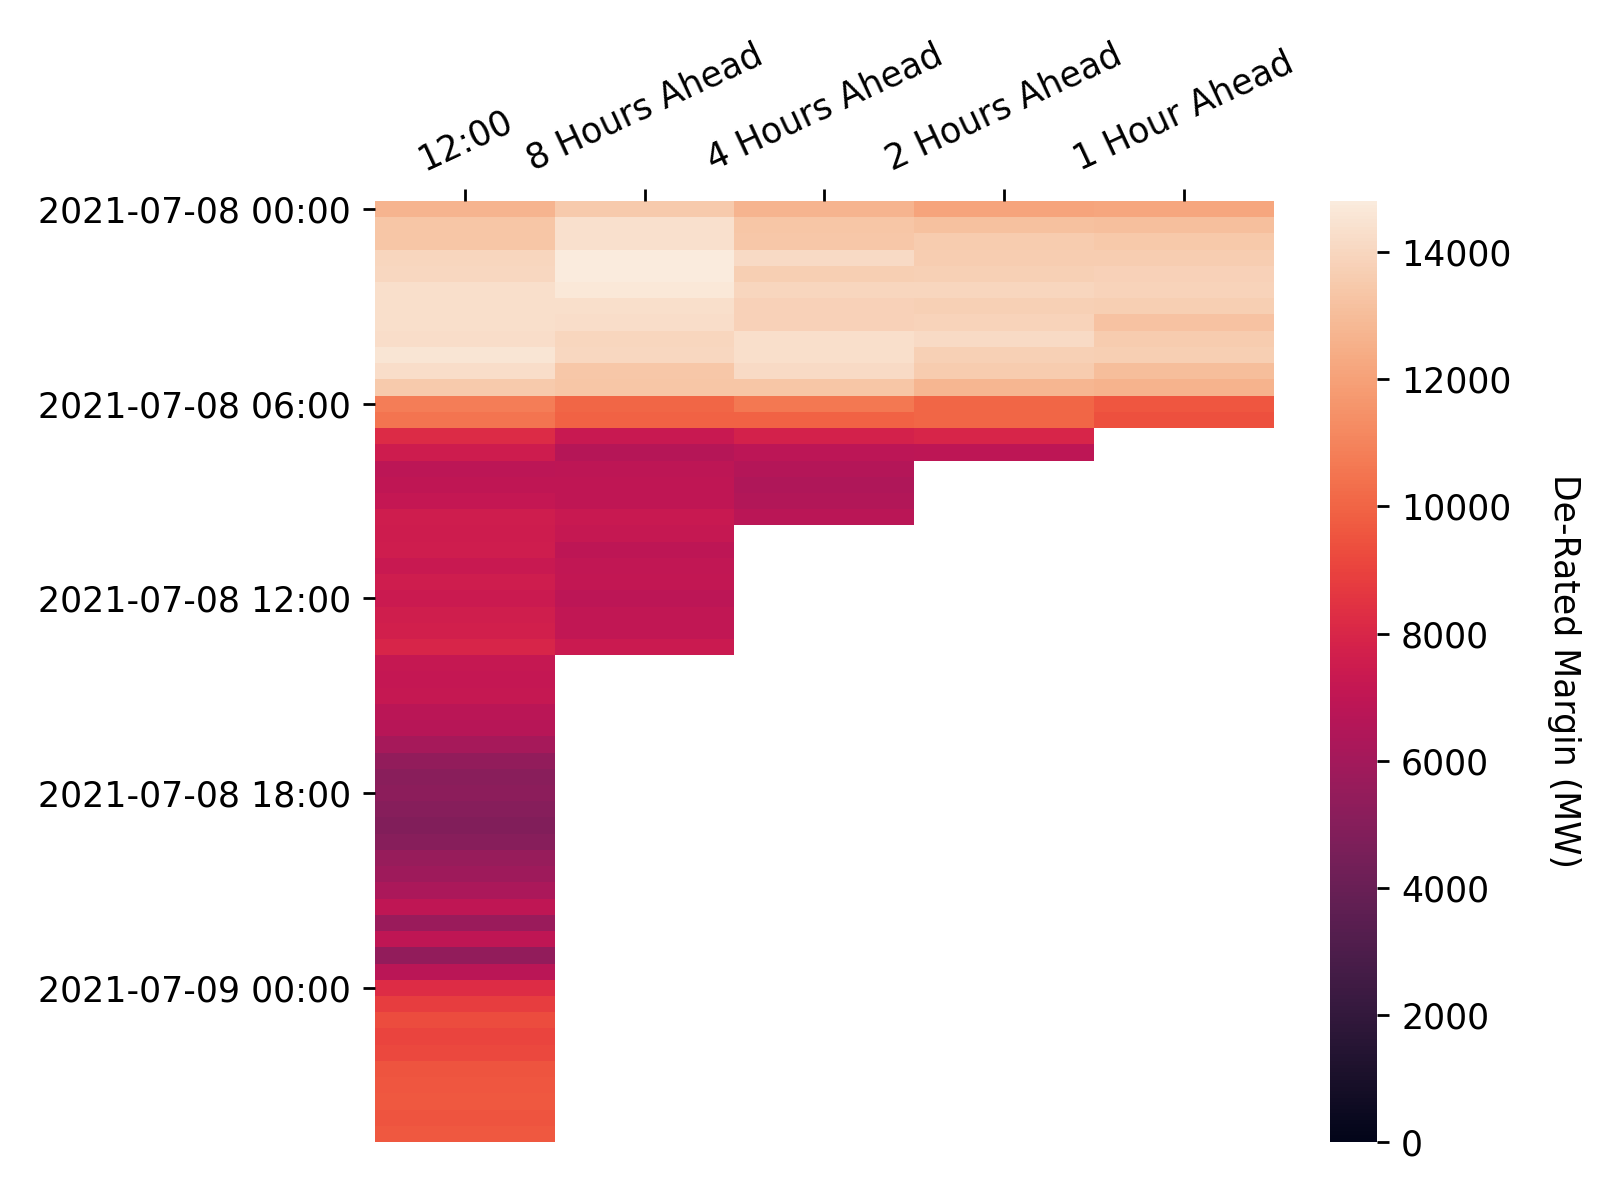 12:00
8 Hours Ahead
4 Hours Ahead
2 Hours Ahead
1 Hour Ahead
2021-07-08 00:00
2021-07-08 06:00
2021-07-08 12:00
2021-07-08 18:00
2021-07-09 00:00
14000
12000
10000
8000
6000
4000
2000
0
De-Rated Margin (MW)